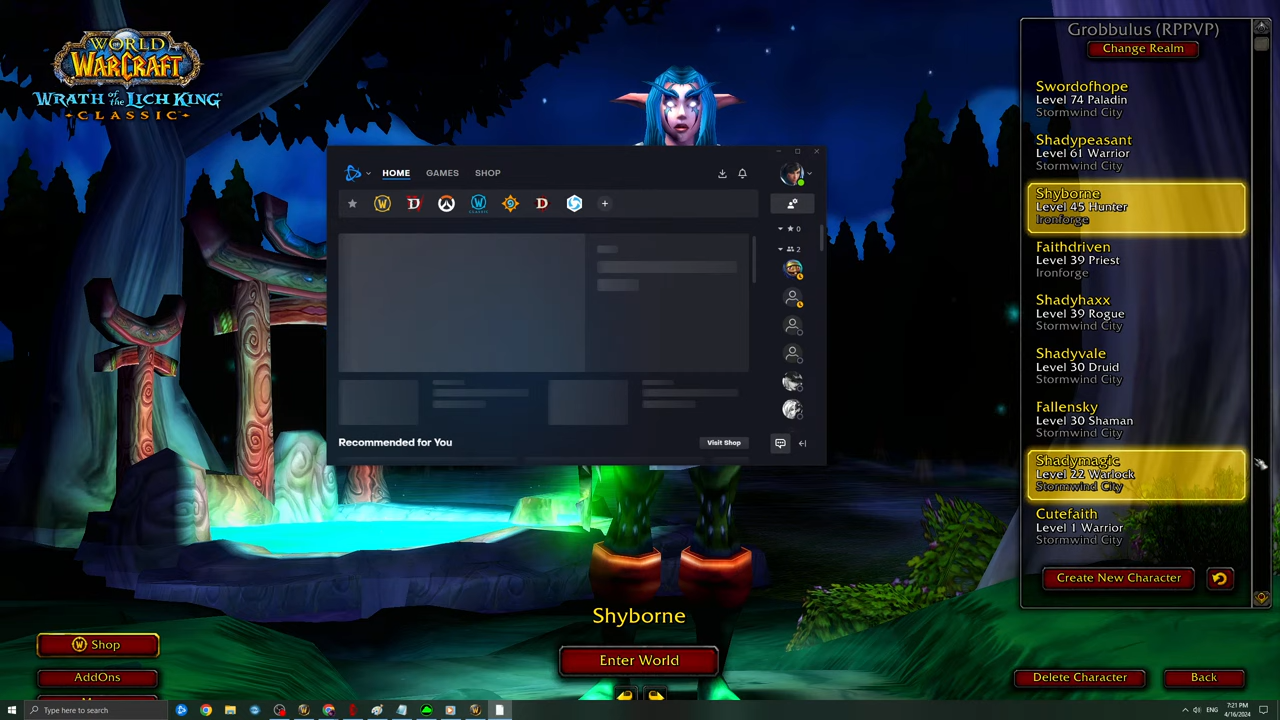 WORLD
WARCRAFT
WRATH of the LICH KING
CLASSIC
HOME
GAMES
SHOP
CLASSIC
0
2
Recommended for You
Visit Shop
Grobbulus (RPPVP)
Change Realm
Swordofhope
Level 74 Paladin
Stormwind City
Shadypeasant
Level 61 Warrior
Stormwind City
Shyborne
Level 45 Hunter
Ironforge
Faithdriven
Level 39 Priest
Ironforge
Shadyhaxx
Level 39 Rogue
Stormwind City
Shadyvale
Level 30 Druid
Stormwind City
Fallensky
Level 30 Shaman
Stormwind City
Shadymagic
Level 22 Warlock
Stormwind City
Cutefaith
Level 1 Warrior
Stormwind City
Create New Character
Shyborne
Enter World
Shop
AddOns
Delete Character
Back
Type here to search
ENG
7:21 PM
4/16/2024